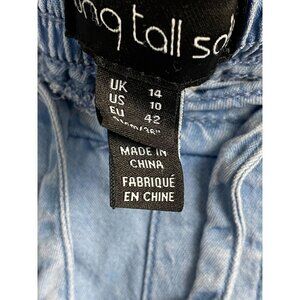 tall
UK 14
US 10
EU 42
MADE IN
CHINA
FABRIQUÉ
EN CHINE